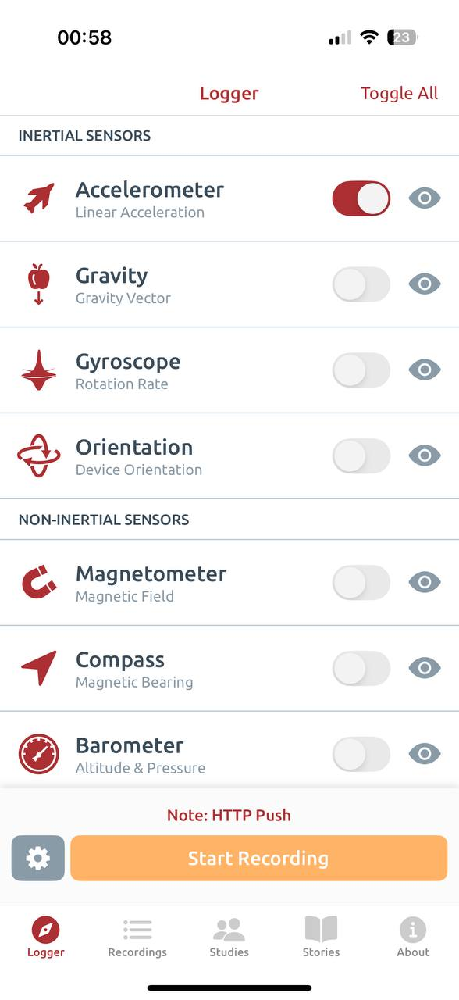 00:58
23
Logger
Toggle All
INERTIAL SENSORS
Accelerometer
Linear Acceleration
Gravity
Gravity Vector
Gyroscope
Rotation Rate
Orientation
Device Orientation
NON-INERTIAL SENSORS
Magnetometer
Magnetic Field
Compass
Magnetic Bearing
Barometer
Altitude & Pressure
Note: HTTP Push
Start Recording
Logger
Recordings
Studies
Stories
About